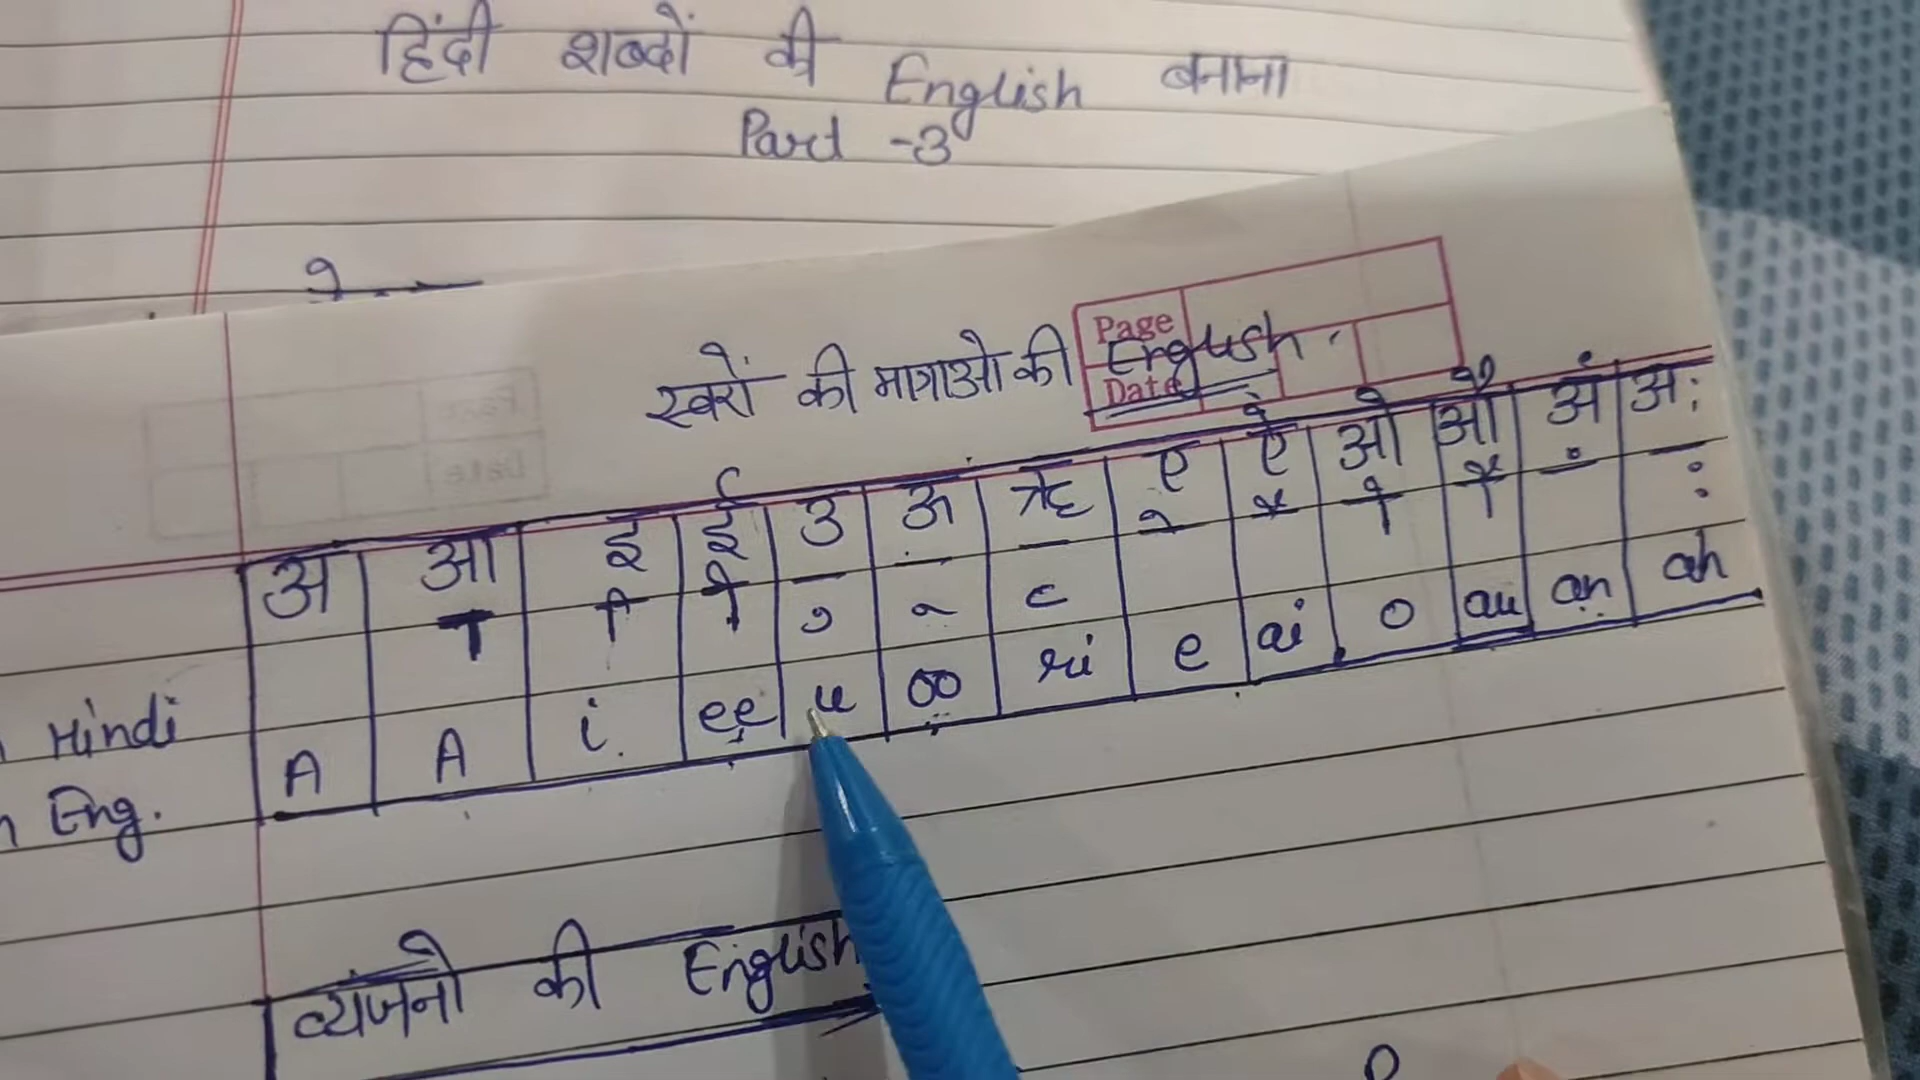 हिंदी शब्दों की English बनाना
Part -3
Page
Date
स्वरों की मात्राओ की English.
अ आ इ ई उ ऊ ऋ ए ऐ ओ औ अं अः
ा ि ी ु ू ृ े ै ो ौ ं ः
Hindi
Eng. A A i ee u oo ri e ai o au an ah
व्यंजनो की English